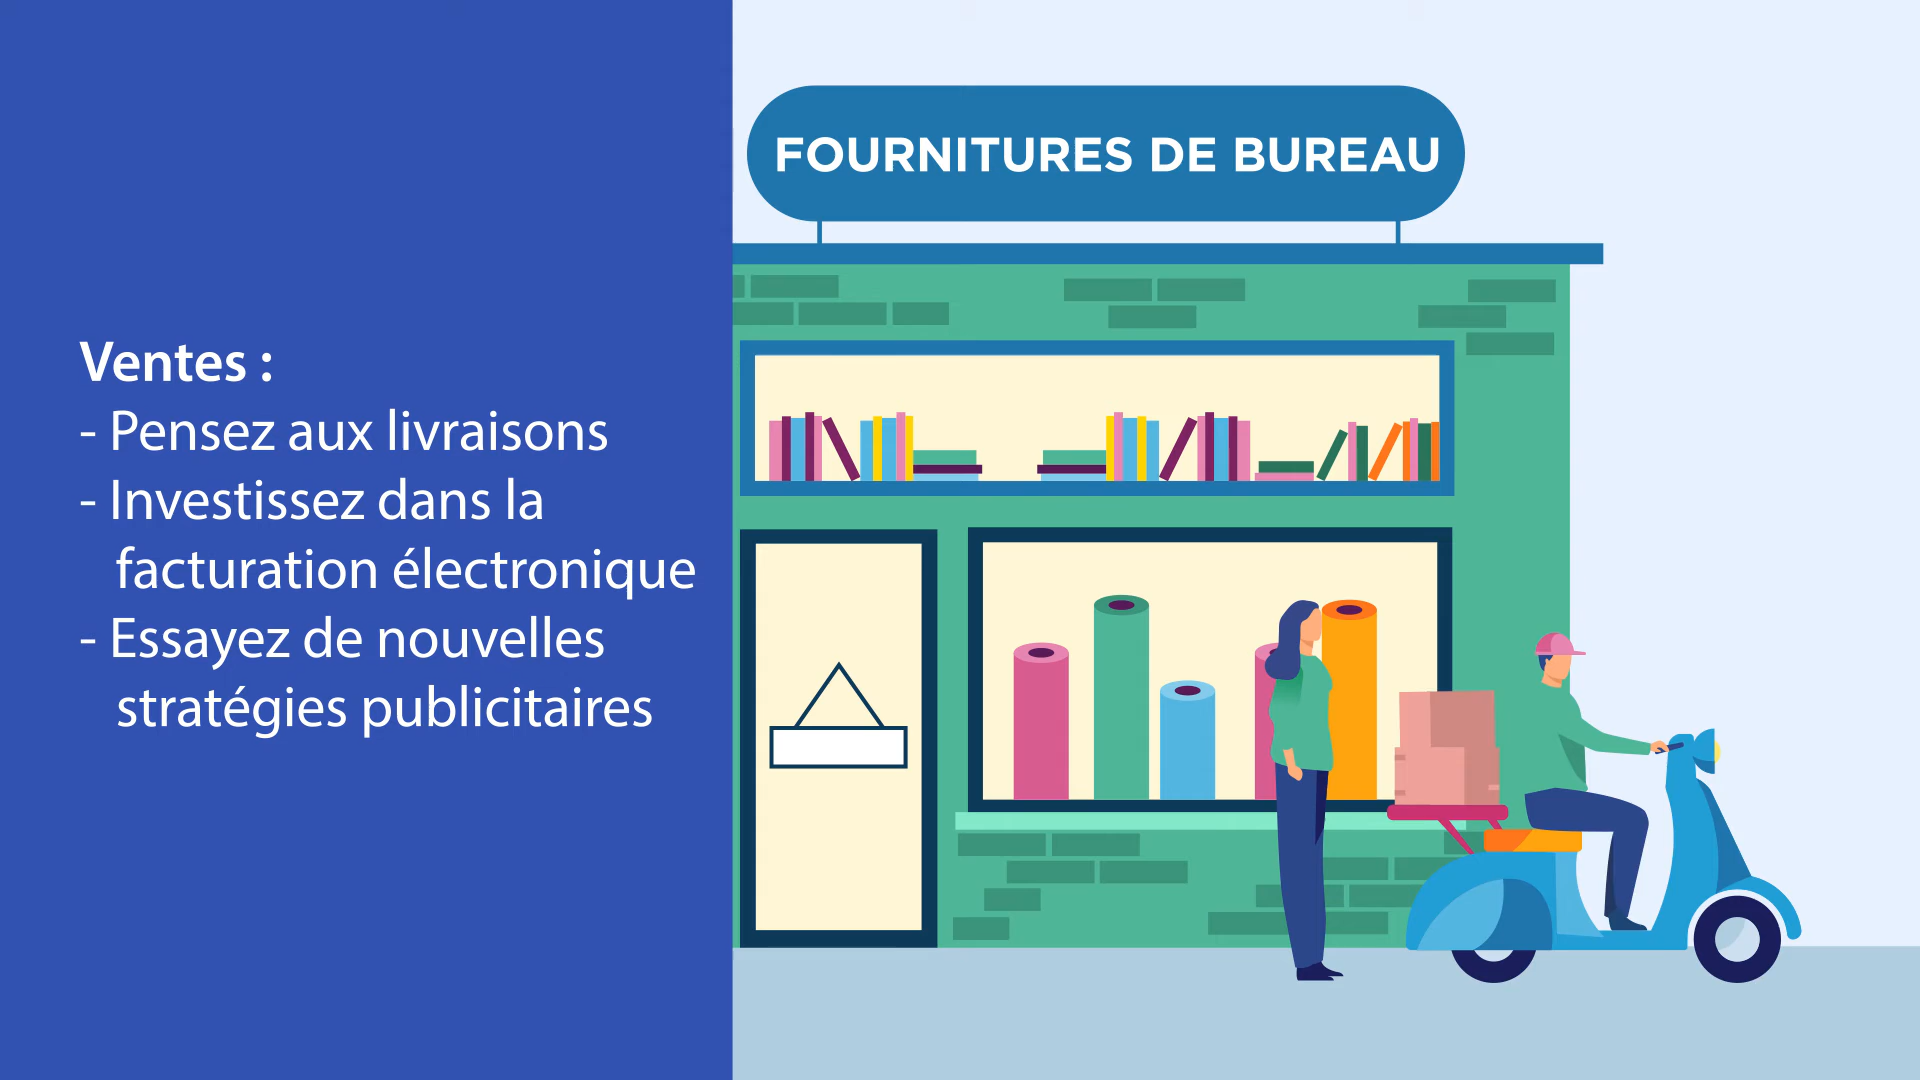 FOURNITURES DE BUREAU
Ventes :
- Pensez aux livraisons
- Investissez dans la
facturation électronique
- Essayez de nouvelles
stratégies publicitaires